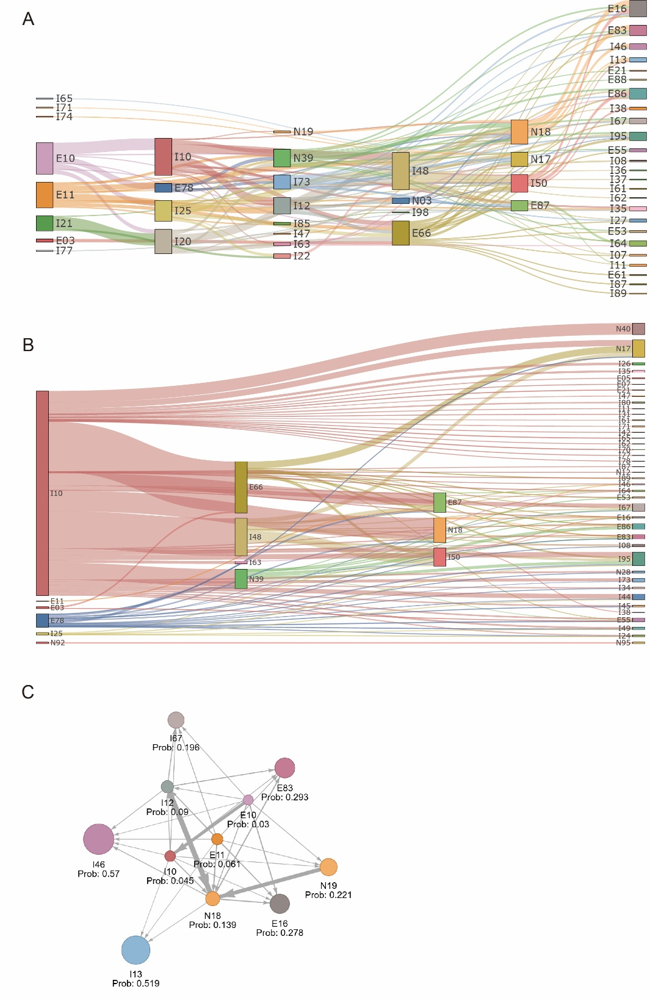 A
E16
E83
I46
I13
E21
E88
I65
I71
I74
E86
I38
I67
N19
N18
I95
E10
I10
N39
E55
N17
I08
I48
I36
I73
I37
I50
E78
I61
E11
N03
I62
I12
E87
I35
I25
I98
I27
I21
I85
E66
E53
I47
E03
I20
I63
I64
I77
I22
I07
I11
E61
I87
I89
B
N40
N17
I26
I35
E05
E07
E21
I47
I80
I11
I31
I61
I71
I42
I65
I62
I70
I77
I78
I87
N12
I89
I46
E66
I64
I10
E53
E87
I67
E16
E86
N18
I48
E83
I08
I50
I95
I63
N28
N39
I73
I34
I44
E11
I45
E03
I38
E78
E55
I49
I25
I24
N92
N95
C
I67
Prob: 0.196
E83
Prob: 0.293
I12
Prob: 0.09
E10
Prob: 0.03
E11
Prob: 0.061
I46
Prob: 0.57
I10
Prob: 0.045
N19
Prob: 0.221
N18
Prob: 0.139
E16
Prob: 0.278
I13
Prob: 0.519